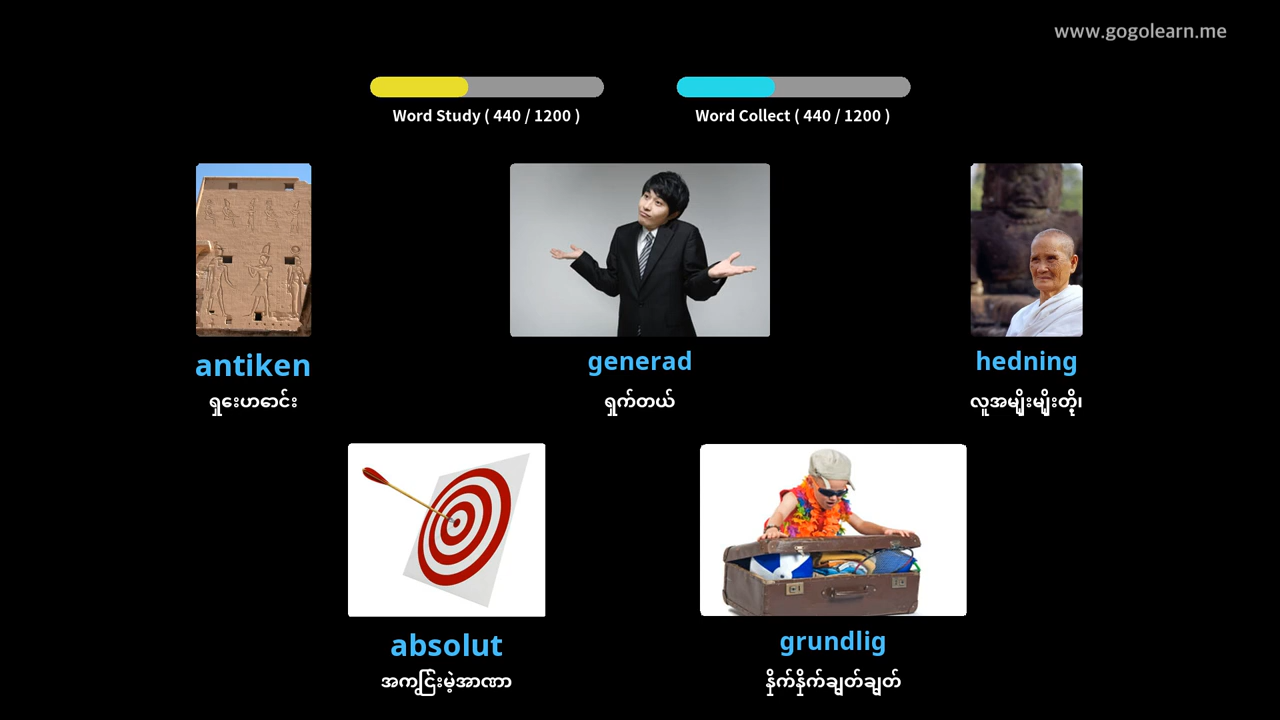 www.gogolearn.me
Word Study ( 440 / 1200 )
Word Collect ( 440 / 1200 )
antiken
ရှေးဟောင်း
generad
ရှက်တယ်
hedning
လူအမျိုးမျိုးတို့၊
absolut
အကြွင်းမဲ့အာဏာ
grundlig
နှိုက်နှိုက်ချွတ်ချွတ်